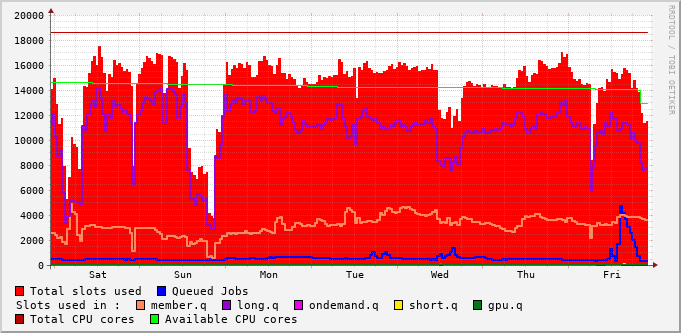 20000
18000
16000
14000
12000
10000
8000
6000
4000
2000
0
Sat Sun Mon Tue Wed Thu Fri
RRDTOOL / TOBI OETIKER
Total slots used Queued Jobs
Slots used in : member.q long.q ondemand.q short.q gpu.q
Total CPU cores Available CPU cores